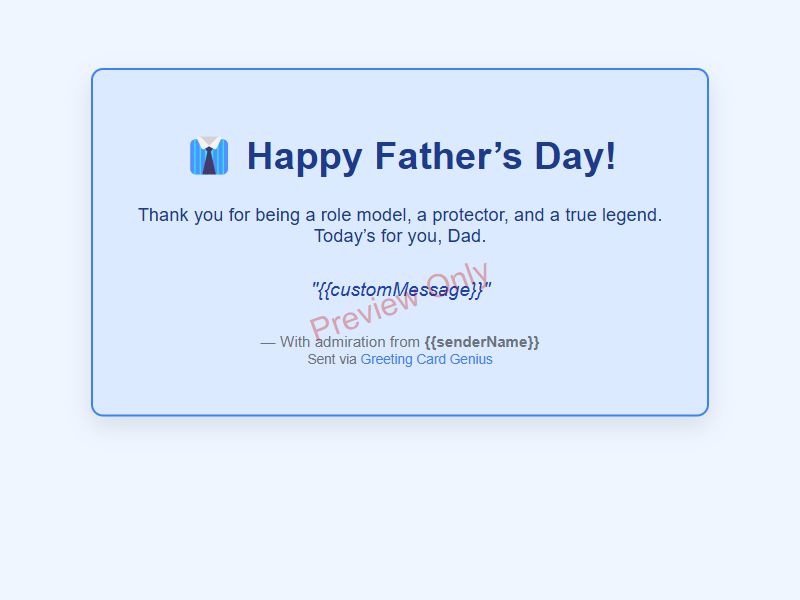 Happy Father’s Day!
Thank you for being a role model, a protector, and a true legend.
Today’s for you, Dad.
"{{customMessage}}"
Preview Only
— With admiration from {{senderName}}
Sent via Greeting Card Genius